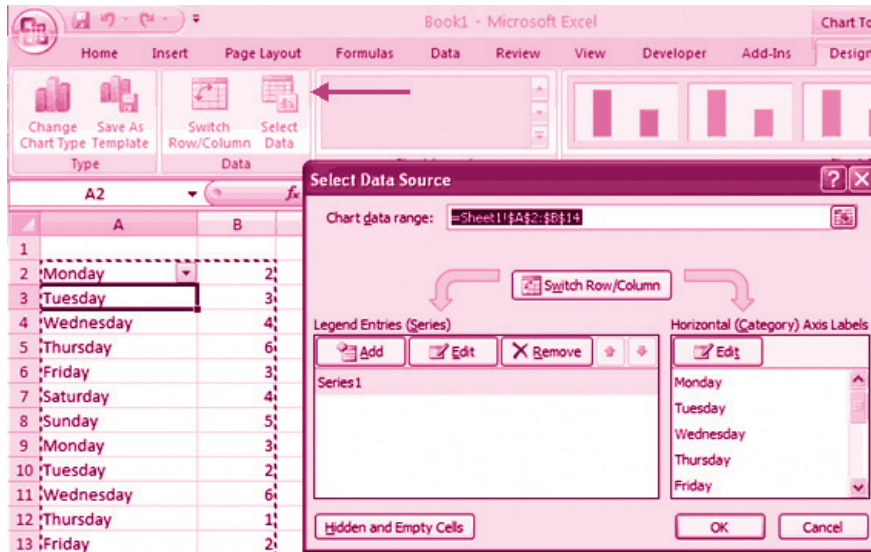 Book1 - Microsoft Excel
Chart To
Home Insert Page Layout Formulas Data Review View Developer Add-Ins Design
Change Chart Type
Save As Template
Switch Row/Column
Select Data
Type
Data
A2
fx
A B
1
2 Monday 2
3 Tuesday 3
4 Wednesday 4
5 Thursday 6
6 Friday 3
7 Saturday 4
8 Sunday 5
9 Monday 3
10 Tuesday 2
11 Wednesday 6
12 Thursday 1
13 Friday 2
Select Data Source
Chart data range: =Sheet1!$A$2:$B$14
Switch Row/Column
Legend Entries (Series)
Add Edit Remove
Series1
Horizontal (Category) Axis Labels
Edit
Monday
Tuesday
Wednesday
Thursday
Friday
Hidden and Empty Cells
OK Cancel